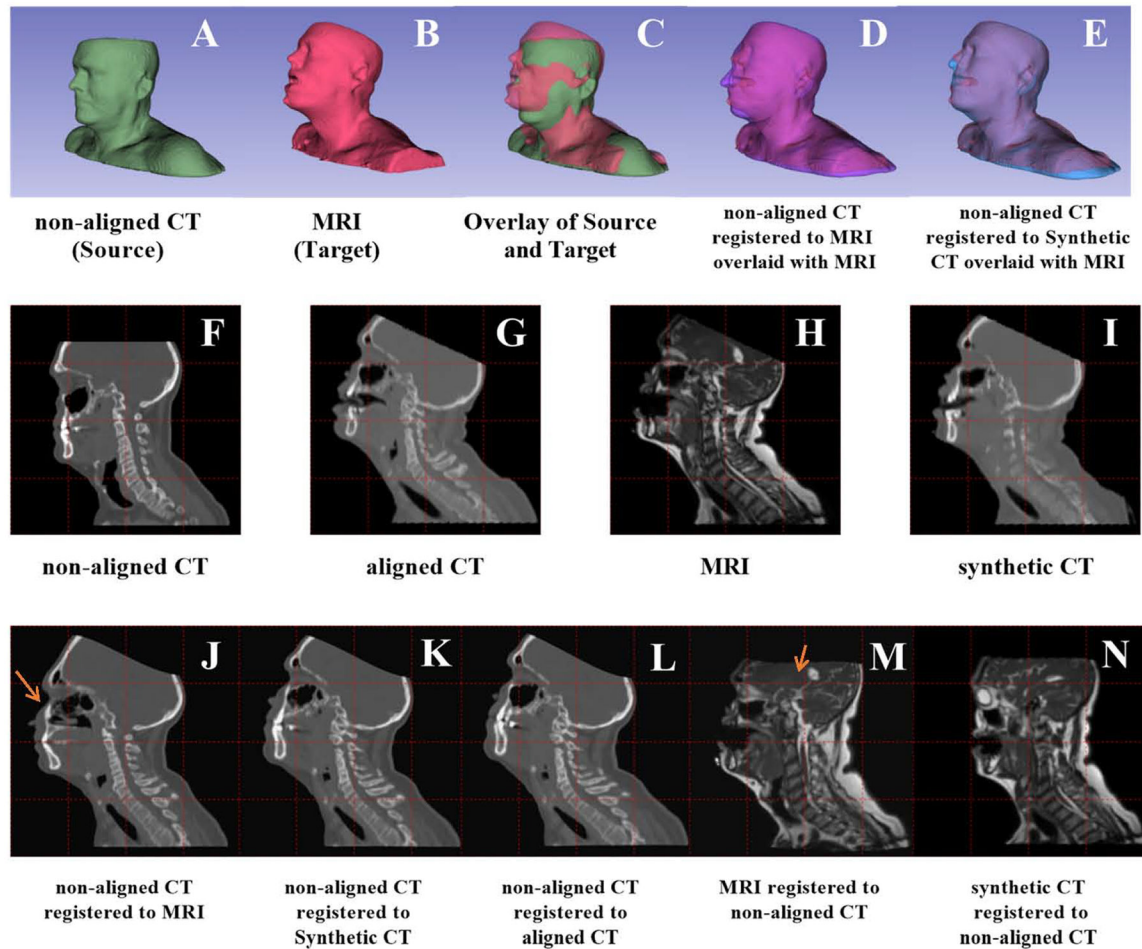 A
B
C
D
E
non-aligned CT
(Source)
MRI
(Target)
Overlay of Source
and Target
non-aligned CT
registered to MRI
overlaid with MRI
non-aligned CT
registered to Synthetic
CT overlaid with MRI
F
G
H
I
non-aligned CT
aligned CT
MRI
synthetic CT
J
K
L
M
N
non-aligned CT
registered to MRI
non-aligned CT
registered to
Synthetic CT
non-aligned CT
registered to
aligned CT
MRI registered to
non-aligned CT
synthetic CT
registered to
non-aligned CT